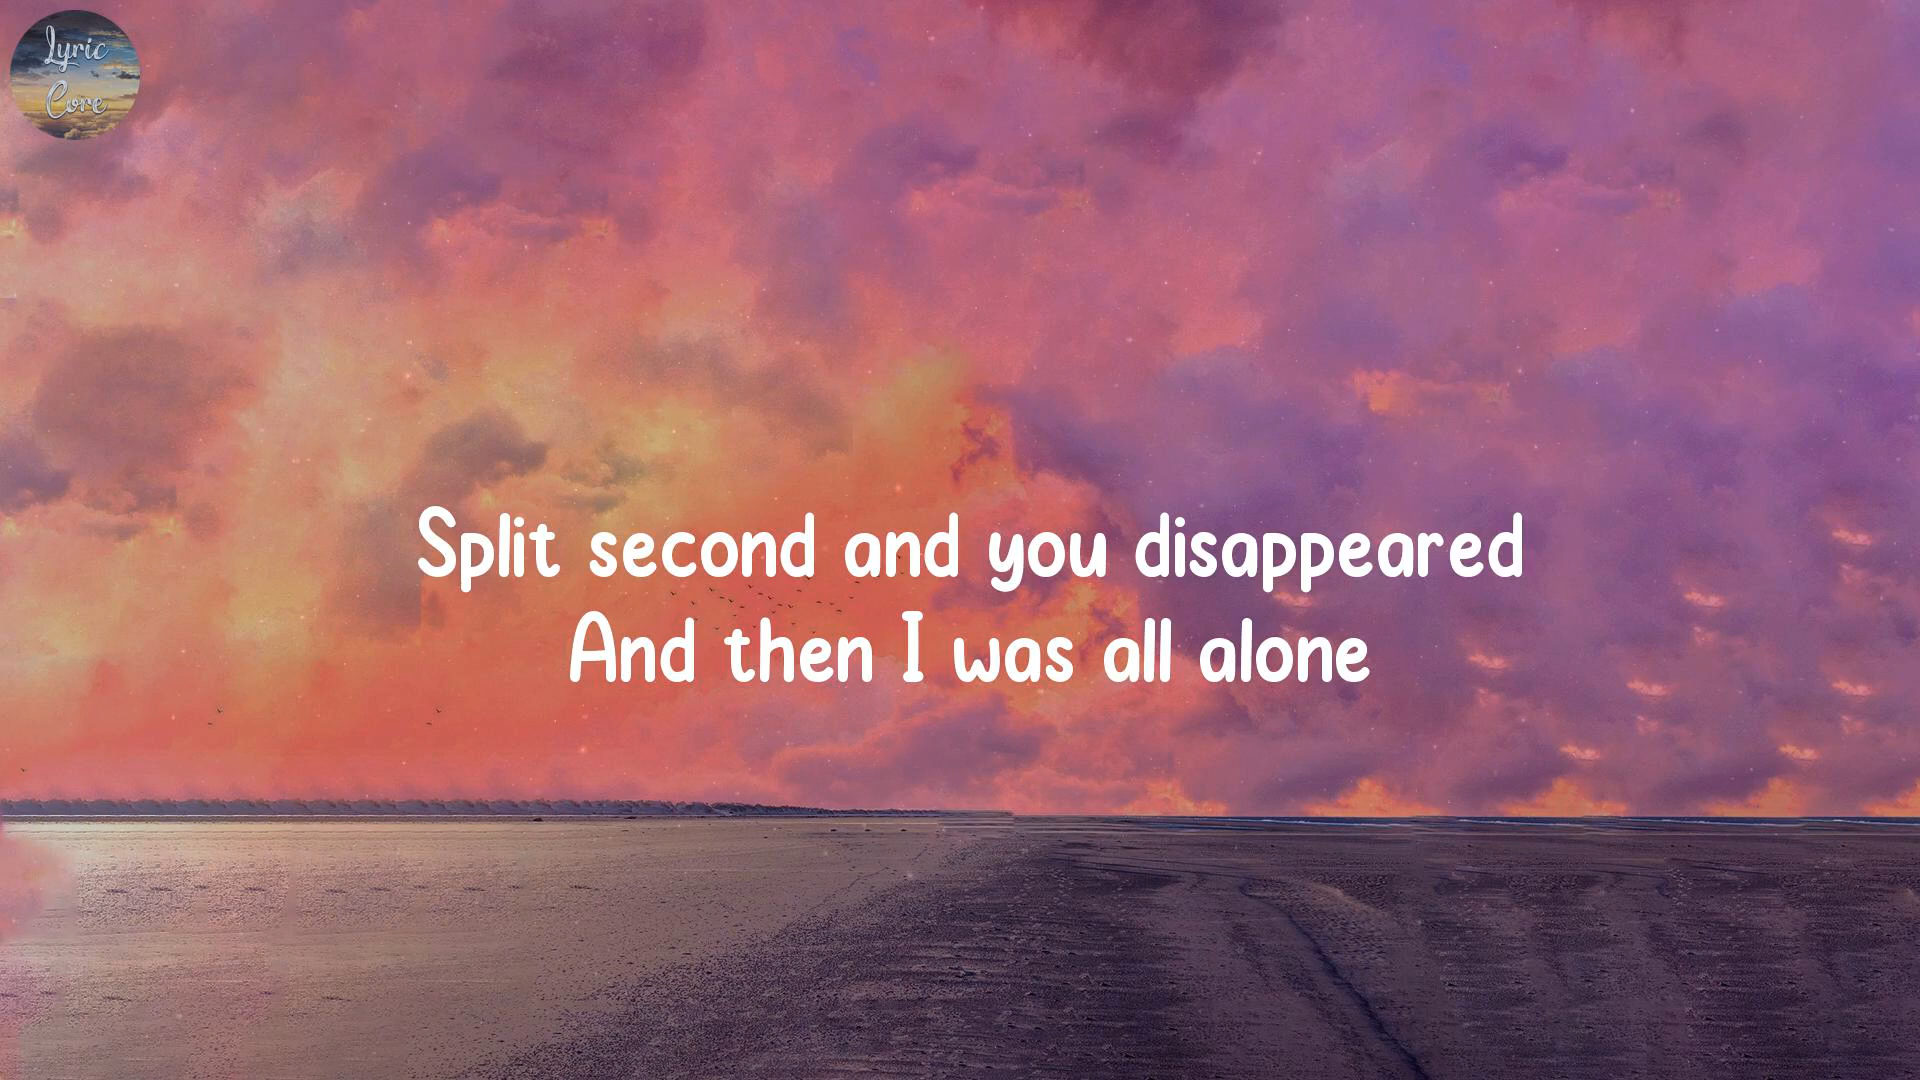 Lyric
Core
Split second and you disappeared
And then I was all alone